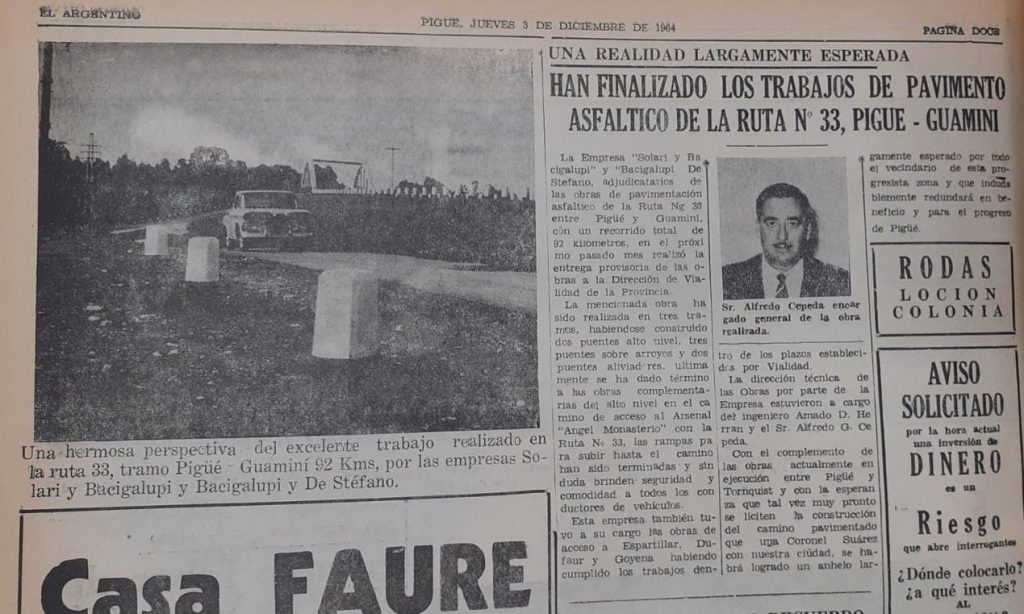 EL ARGENTINO
PIGUE, JUEVES 3 DE DICIEMBRE DE 1964
PAGINA DOCE
UNA REALIDAD LARGAMENTE ESPERADA
HAN FINALIZADO LOS TRABAJOS DE PAVIMENTO
ASFALTICO DE LA RUTA Nº 33, PIGUE - GUAMINI
Una hermosa perspectiva del excelente trabajo realizado en
la ruta 33, tramo Pigüé - Guaminí 92 Kms, por las empresas So-
lari y Bacigalupi y Bacigalupi y De Stéfano.
Casa FAURE
La Empresa "Solari y Ba
cigalupi" y "Bacigalupi De
Stefano, adjudicatarios de
las obras de pavimentación
asfaltico de la Ruta Ng 33
entre Pigüé y Guamini,
cón un recorrido total de
92 kilometros, en el próxi
mo pasado mes realizó la
entrega provisoria de las o-
bras a la Dirección de Via-
lidad de la Provincia.
La mencionada obra ha
sido realizada en tres tra-
mos, habiendose construido
dos puentes alto nivel, tres
puentes sobre arroyos y dos
puentes aliviadres. ultima
mente se ha dado término
a las obras complementa-
rias del alto nivel en el ca
mino de acceso al Arsenal
"Angel Monasterio" con la
Ruta Nº 33, las rampas pa
ra subir hasta el camino
han sido terminadas y sin
duda brinden seguridad y
comodidad a todos los con
ductores de vehículos.
Esta empresa también tu-
vo a su cargo las obras de
acceso a Espartillar, Du-
faur y Goyena habiendo
cumplido los trabajos den-
Sr. Alfredo Cepeda encar
gado general de la obra
realizada.
tro de los plazos estableci-
dos por Vialidad.
La dirección técnica de
las Obras por parte de la
Empresa estuvieron a cargo
del ingeniero Amado D. He
rran y el Sr. Alfredo G. Ce
peda.
Con el complemento de
las obras actualmente en
ejecución entre Pigüé y
Tornquist y con la esperan
za que tal vez muy pronto
se liciten la construcción
del camino pavimentado
que una Coronel Suárez
con nuestra ciudad, se ha-
brá logrado un anhelo lar-
gamente esperado por todo
el vecindario de esta pro-
gresista zona y que induda
blemente redundará en be-
neficio y para el progreso
de Pigüé.
RODAS
LOCION
COLONIA
AVISO
SOLICITADO
por la hora actual
una inversión de
DINERO
es un
Riesgo
que abre interrogantes
¿Dónde colocarlo?
¿a qué interés?
AL